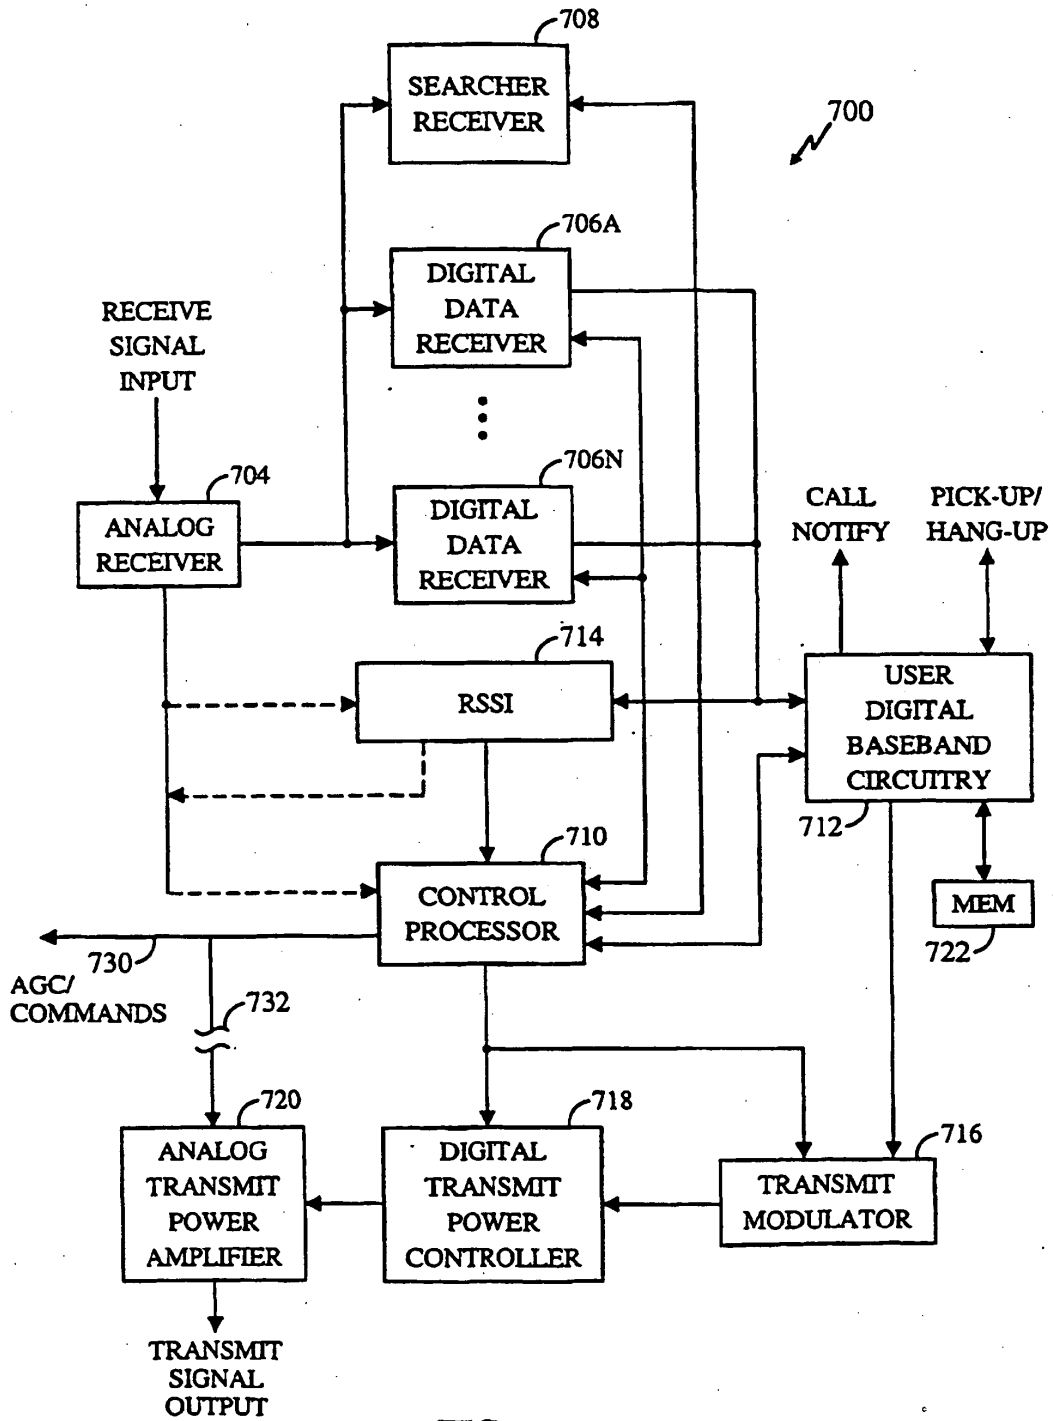 708
SEARCHER
RECEIVER
700
706A
DIGITAL
DATA
RECEIVER
RECEIVE
SIGNAL
INPUT
706N
704
DIGITAL
DATA
RECEIVER
ANALOG
RECEIVER
CALL
NOTIFY
PICK-UP/
HANG-UP
714
RSSI
USER
DIGITAL
BASEBAND
CIRCUITRY
712
710
CONTROL
PROCESSOR
MEM
722
730
AGC/
COMMANDS
732
720
ANALOG
TRANSMIT
POWER
AMPLIFIER
718
DIGITAL
TRANSMIT
POWER
CONTROLLER
716
TRANSMIT
MODULATOR
TRANSMIT
SIGNAL
OUTPUT